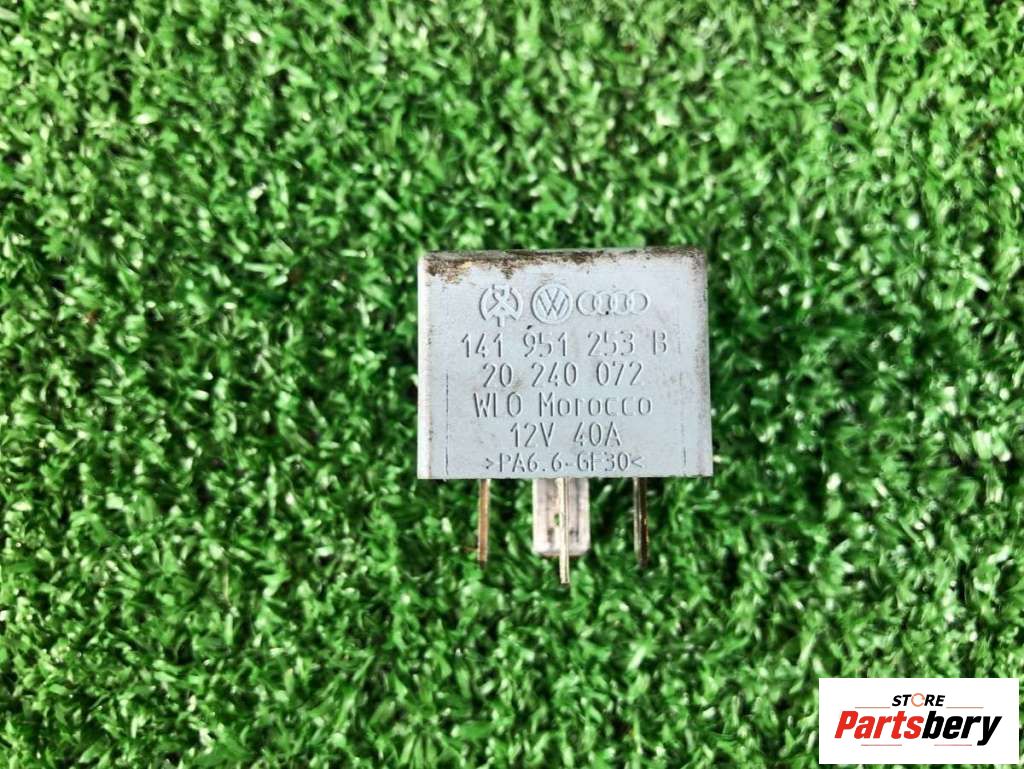 141 951 253 B
20 240 072
WLO Morocco
12V 40A
>PA6.6-GF30<
STORE
Partsbery